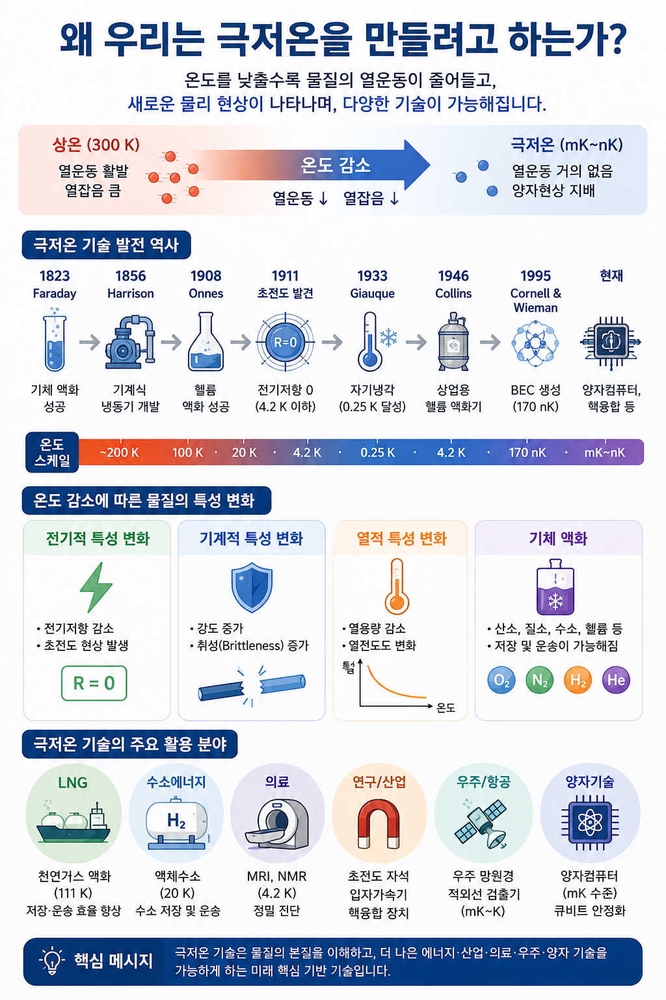 왜 우리는 극저온을 만들려고 하는가?
온도를 낮출수록 물질의 열운동이 줄어들고,
새로운 물리 현상이 나타나며, 다양한 기술이 가능해집니다.
상온 (300 K)
열운동 활발
열잡음 큼
온도 감소
열운동 ↓ 열잡음 ↓
극저온 (mK~nK)
열운동 거의 없음
양자현상 지배
극저온 기술 발전 역사
1823
Faraday
기체 액화
성공
1856
Harrison
기계식
냉동기 개발
1908
Onnes
헬륨
액화 성공
1911
초전도 발견
R=0
전기저항 0
(4.2 K 이하)
1933
Giauque
자기냉각
(0.25 K 달성)
1946
Collins
상업용
핼륨 액화기
1995
Cornell &
Wieman
BEC 생성
(170 nK)
현재
양자컴퓨터,
핵융합 등
온도
스케일
~200 K 100 K · 20 K · 4.2 K · 0.25 K · 4.2 K · 170 nK · mK~nK
온도 감소에 따른 물질의 특성 변화
전기적 특성 변화
• 전기저항 감소
• 초전도 현상 발생
R = 0
기계적 특성 변화
• 강도 중가
• 취성(Brittleness) 증가
열적 특성 변화
• 열용량 감소
• 열전도도 변화
온도
기체 액화
• 산소, 질소, 수소, 헬륨 등
• 저장 및 운송이 가능해짐
O₂ N₂ H₂ He
극저온 기술의 주요 활용 분야
LNG
천연가스 액화
(111 K)
저장·운송 효율 향상
수소에너지
H₂
액체수소
(20 K)
수소 저장 및 운송
의료
MRI, NMR
(4.2 K)
정밀 전단
연구/산업
초전도 자석
입자가속기
핵융합 장치
우주/항공
우주 망원경
적외선 검출기
(mK~K)
양자기술
양자컴퓨터
(mK 수준)
큐비트 안정화
핵심 메시지
극저온 기술은 물질의 본질을 이해하고, 더 나은 에너지·산업·의료·우주·양자 기술을
가능하게 하는 미래 핵심 기반 기술입니다.